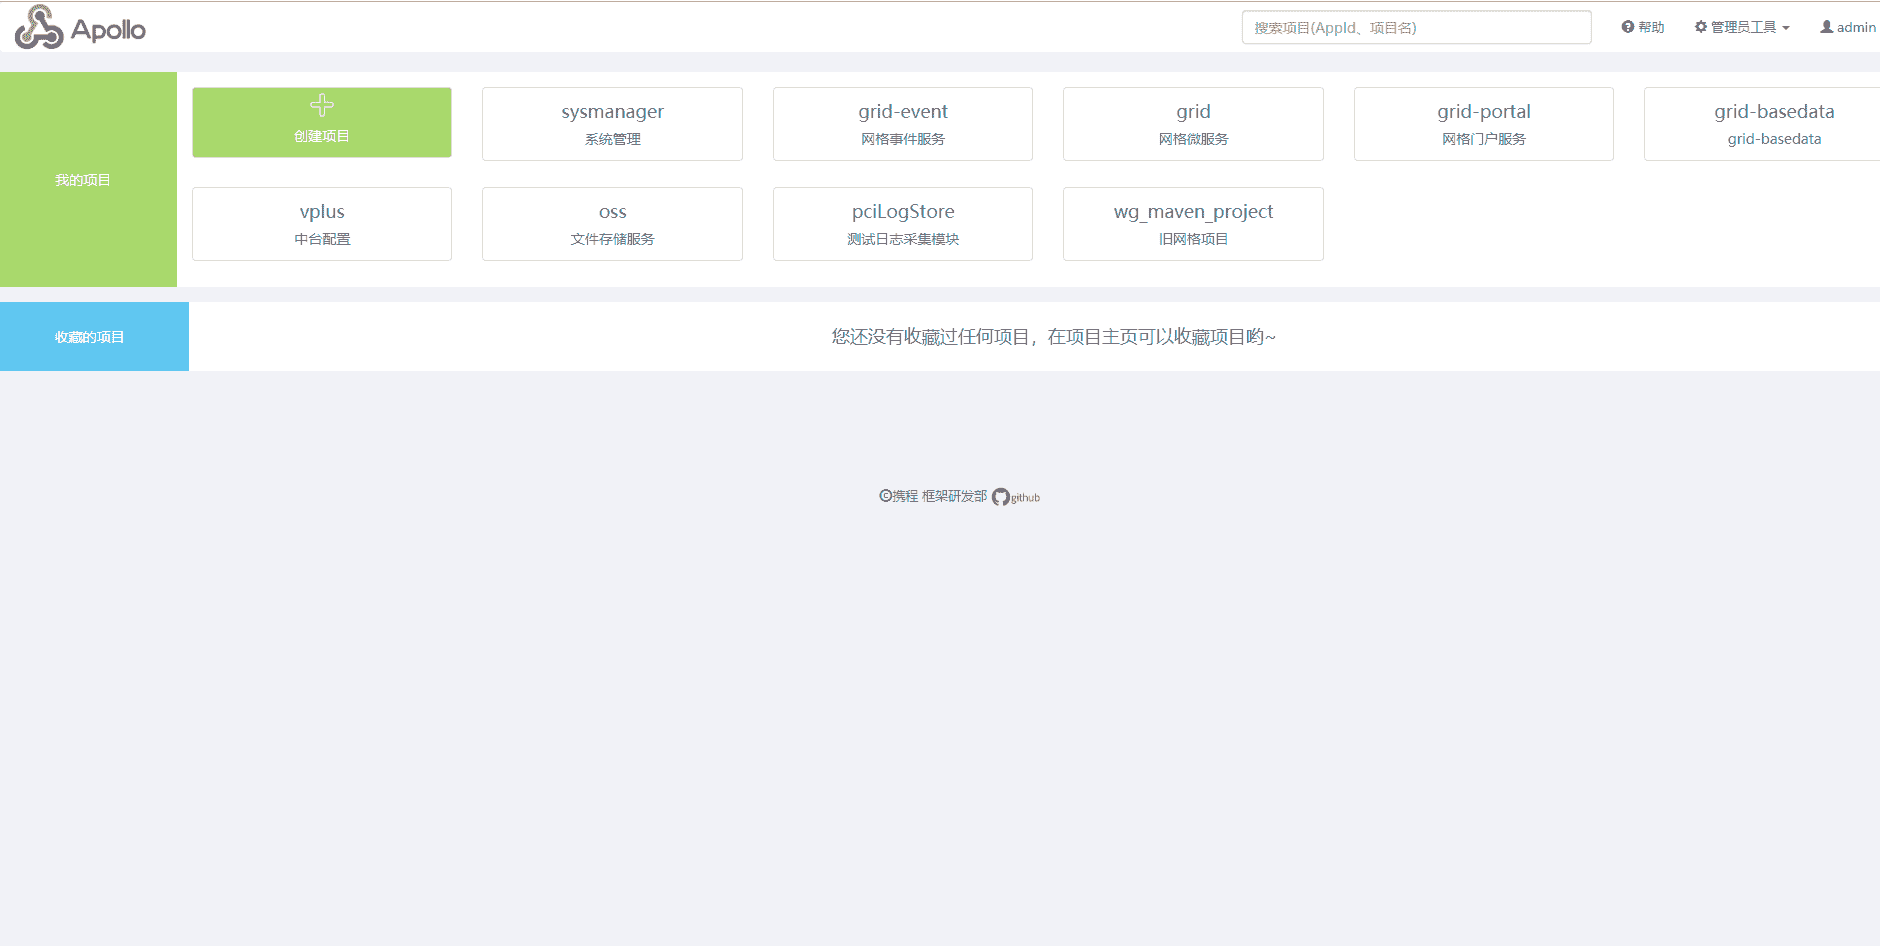 Apollo
搜索项目(AppId、项目名)
帮助
管理员工具
admin
我的项目
创建项目
sysmanager
系统管理
grid-event
网格事件服务
grid
网格微服务
grid-portal
网格门户服务
grid-basedata
grid-basedata
vplus
中台配置
oss
文件存储服务
pciLogStore
测试日志采集模块
wg_maven_project
旧网格项目
收藏的项目
您还没有收藏过任何项目，在项目主页可以收藏项目哟~
©携程 框架研发部 github